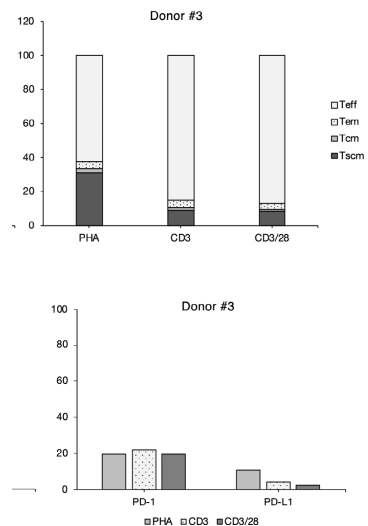 Donor #3
120
100
80
60
40
20
0
PHA CD3 CD3/28
Teff
Tem
Tcm
Tscm
Donor #3
100
80
60
40
20
0
PD-1 PD-L1
PHA CD3 CD3/28